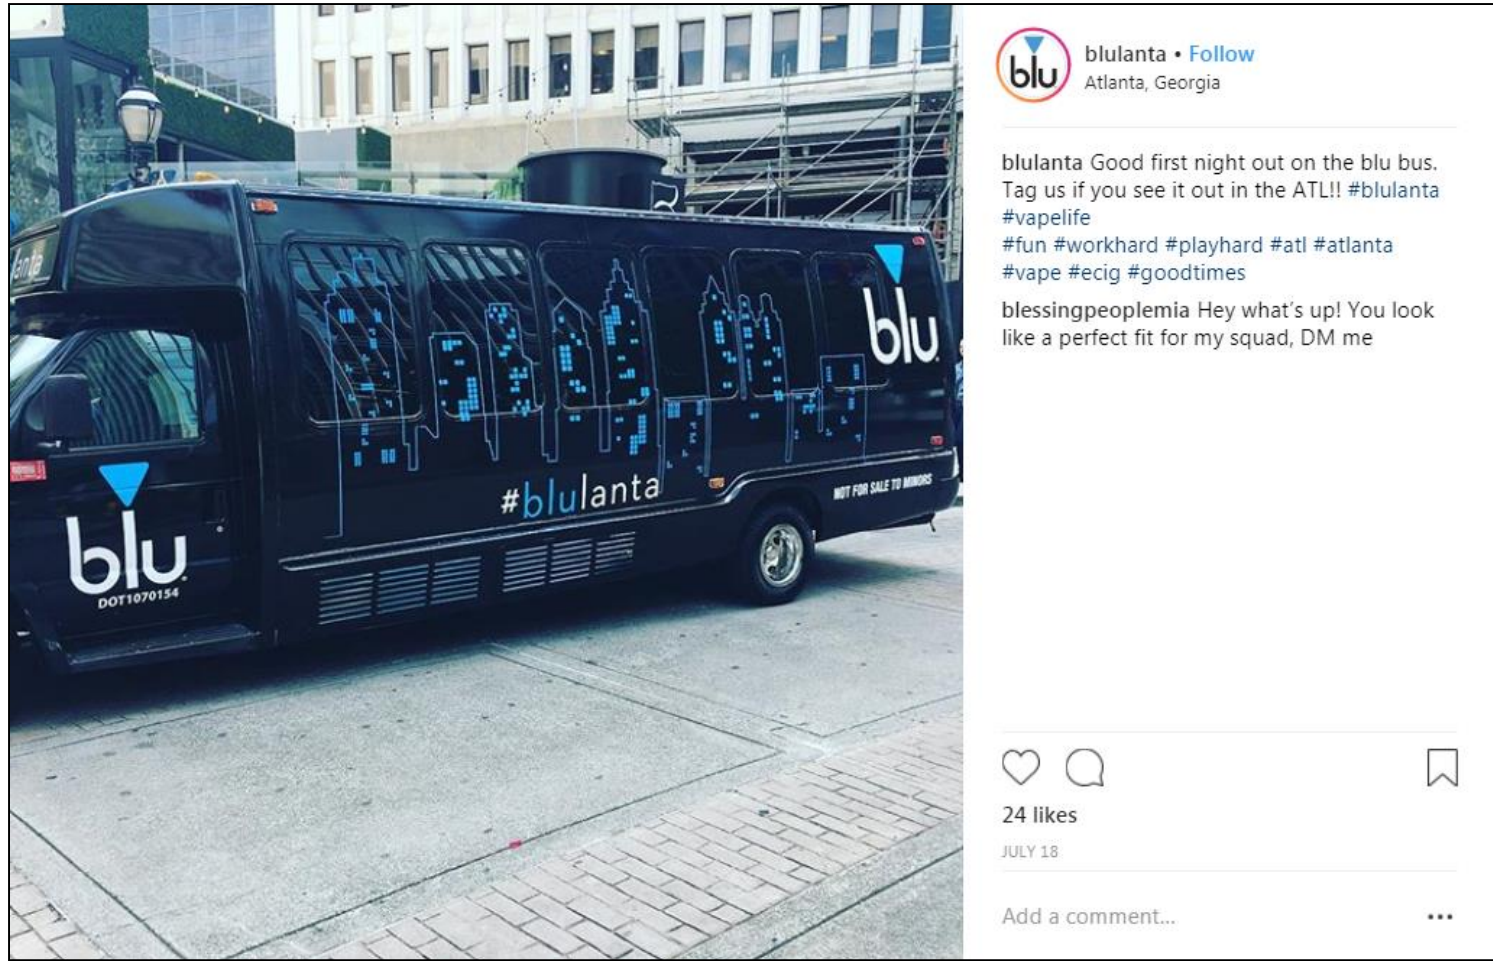 lanta
blu
DOT1070154
#blulanta
blu
NOT FOR SALE TO MINORS
blu
blulanta • Follow
Atlanta, Georgia
blulanta Good first night out on the blu bus.
Tag us if you see it out in the ATL!! #blulanta
#vapelife
#fun #workhard #playhard #atl #atlanta
#vape #ecig #goodtimes
blessingpeoplemia Hey what's up! You look
like a perfect fit for my squad, DM me
24 likes
JULY 18
Add a comment...